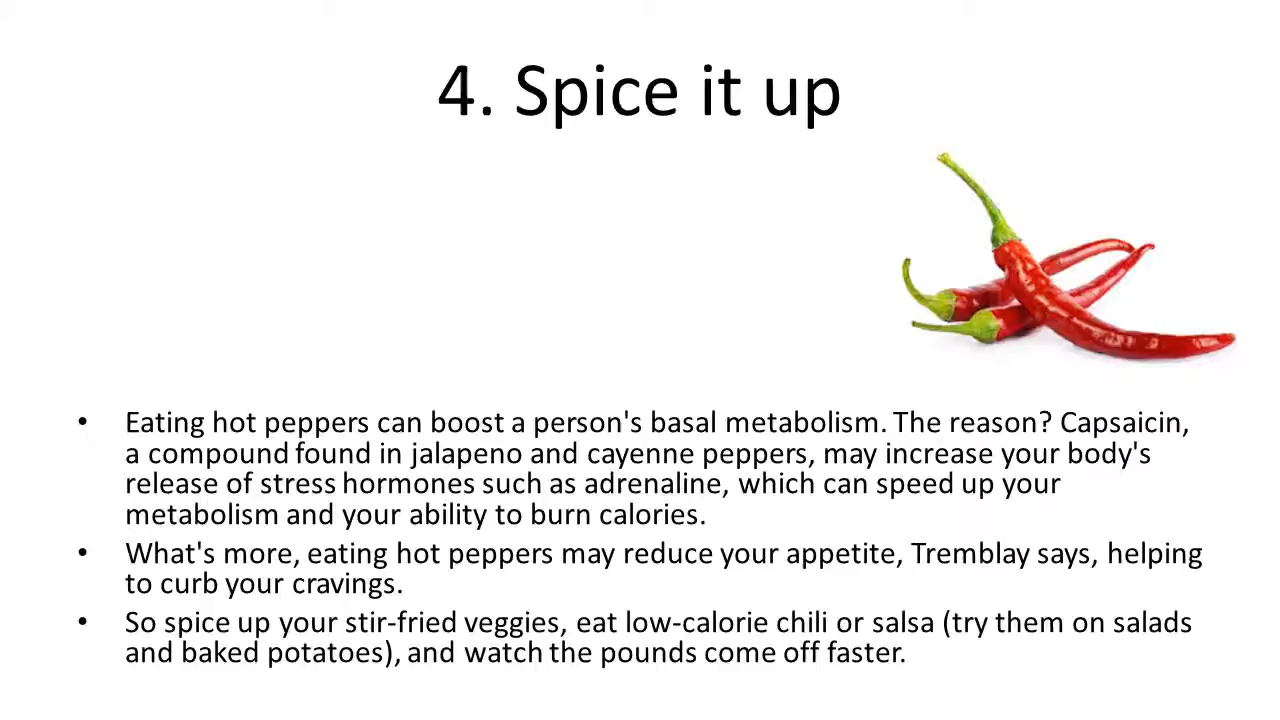 4. Spice it up
• Eating hot peppers can boost a person's basal metabolism. The reason? Capsaicin,
a compound found in jalapeno and cayenne peppers, may increase your body's
release of stress hormones such as adrenaline, which can speed up your
metabolism and your ability to burn calories.
• What's more, eating hot peppers may reduce your appetite, Tremblay says, helping
to curb your cravings.
• So spice up your stir-fried veggies, eat low-calorie chili or salsa (try them on salads
and baked potatoes), and watch the pounds come off faster.